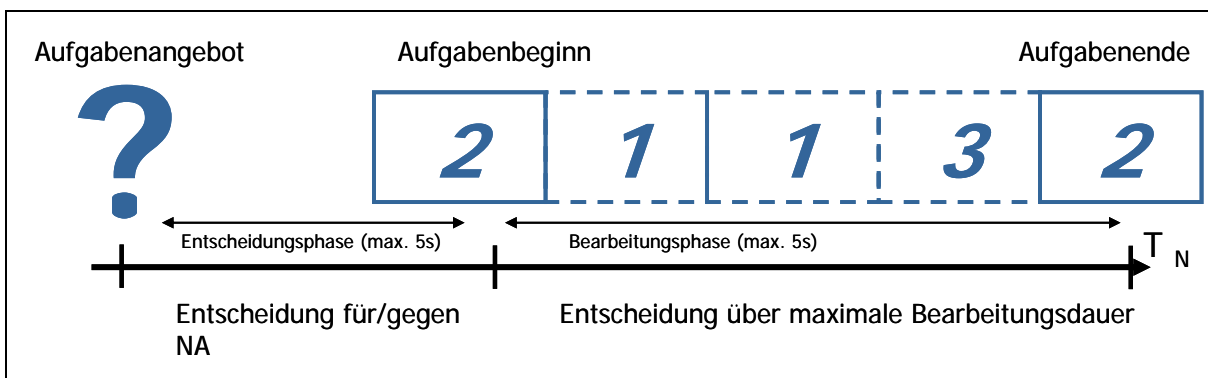 Aufgabenangebot Aufgabenbeginn Aufgabenende
? 2 1 1 3 2
Entscheidungsphase (max. 5s) Bearbeitungsphase (max. 5s) T N
Entscheidung für/gegen Entscheidung über maximale Bearbeitungsdauer
NA